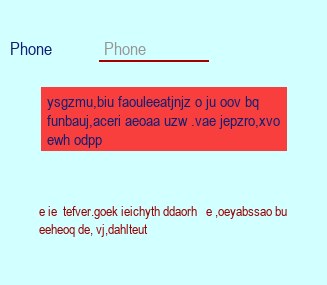 Phone Phone
ysgzmu,biu faouleeatjnjz o ju oov bq
funbauj,aceri aeoaa uzw .vae jepzro,xvo
ewh odpp
e ie tefver.goek ieichyth ddaorh e ,oeyabssao bu
eeheoq de, vj,dahlteut